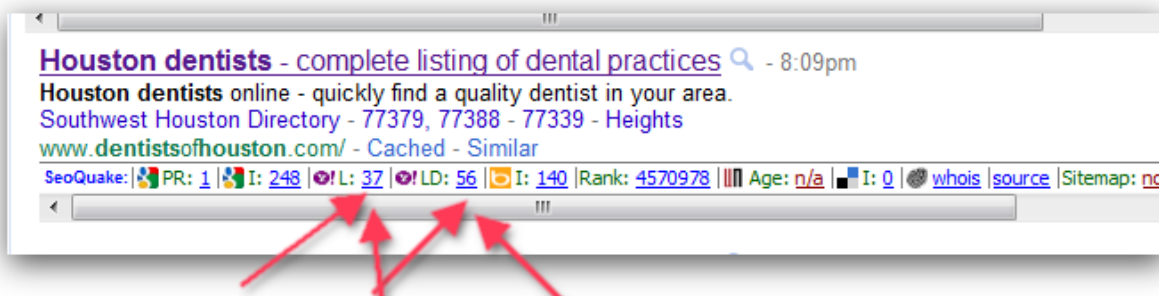 Houston dentists - complete listing of dental practices - 8:09pm
Houston dentists online - quickly find a quality dentist in your area.
Southwest Houston Directory - 77379, 77388 - 77339 - Heights
www.dentistsofhouston.com/ - Cached - Similar
SeoQuake: | PR: 1 | I: 248 | Y! L: 37 | Y! LD: 56 | b I: 140 |Rank: 4570978 | Age: n/a | I: 0 | whois |source |Sitemap: no